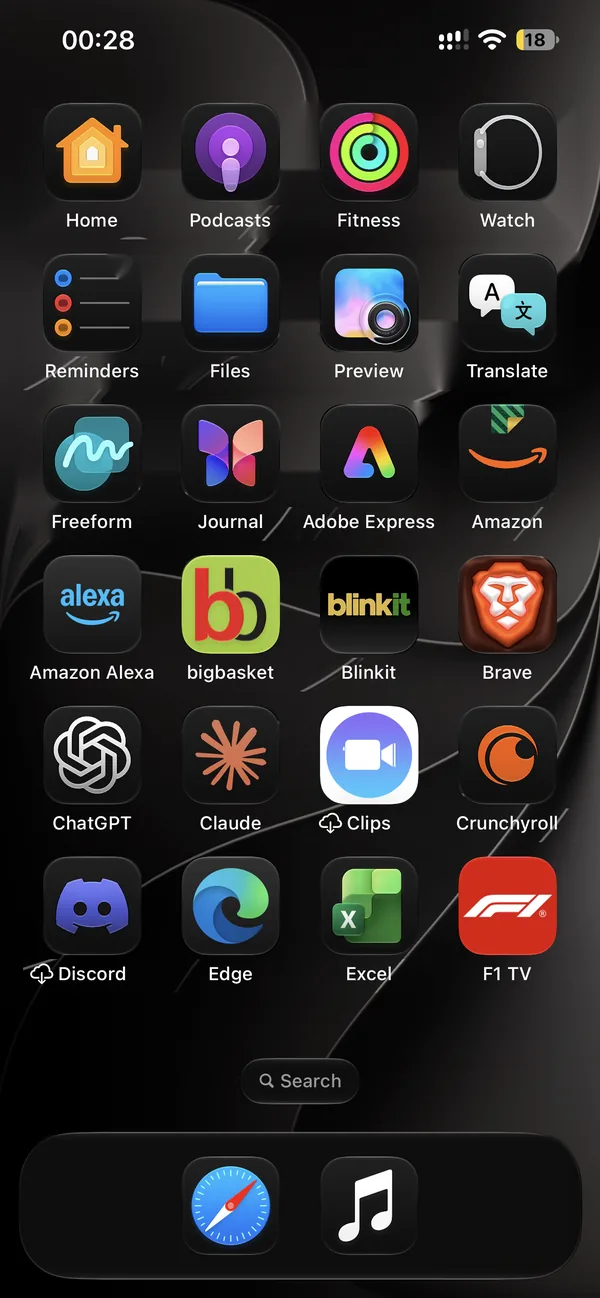 00:28
18
Home Podcasts Fitness Watch
Reminders Files Preview A 文 Translate
Freeform Journal Adobe Express Amazon
alexa bb blinkit
Amazon Alexa bigbasket Blinkit Brave
ChatGPT Claude Clips Crunchyroll
X F1 ®
Discord Edge Excel F1 TV
Search